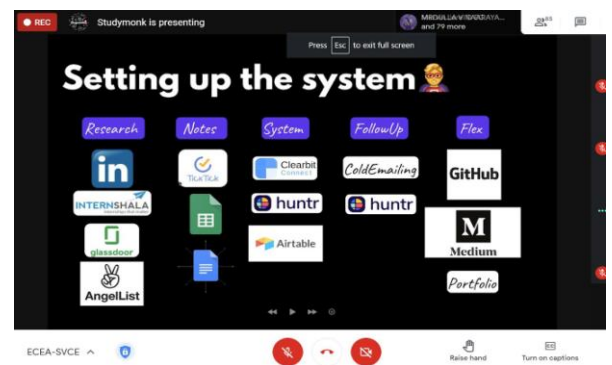 REC
Studymonk is presenting
and 79 more
Press Esc to exit full screen
Setting up the system
Research
Notes
System
FollowUp
Flex
in
TickTick
Clearbit
Connect
ColdEmailing
GitHub
INTERNSHALA
huntr
huntr
glassdoor
Airtable
M
Medium
AngelList
Portfolio
ECEA-SVCE
Raise hand
Turn on captions